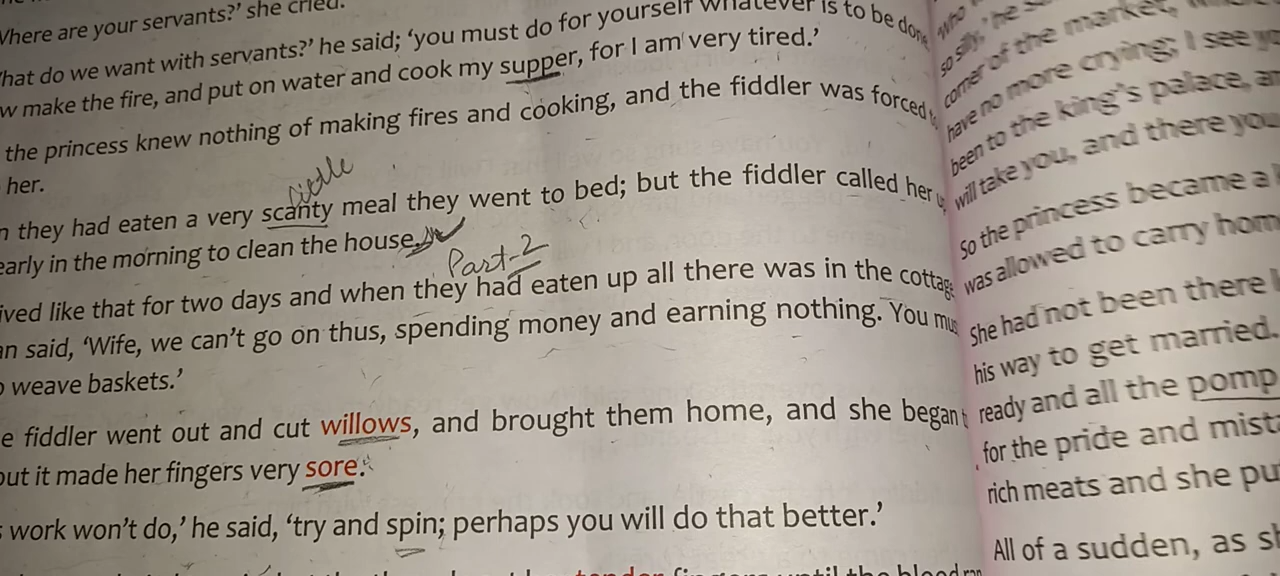 Where are your servants?' she cried.
What do we want with servants?' he said; 'you must do for yourself whatever is to be done
make the fire, and put on water and cook my supper, for I am very tired.'
the princess knew nothing of making fires and cooking, and the fiddler was forced
her.
little
they had eaten a very scanty meal they went to bed; but the fiddler called her
early in the morning to clean the house.
Part-2
like that for two days and when they had eaten up all there was in the cottage
said, 'Wife, we can't go on thus, spending money and earning nothing. You
weave baskets.'
fiddler went out and cut willows, and brought them home, and she began
but it made her fingers very sore.
work won't do,' he said, 'try and spin; perhaps you will do that better.'
so silly,' he
corner of the market,
have no more crying; I see
been to the king's palace,
will take you, and there you
So the princess became a
was allowed to carry
She had not been there
his way to get married.
ready and all the pomp
for the pride and
rich meats and she
All of a sudden, as